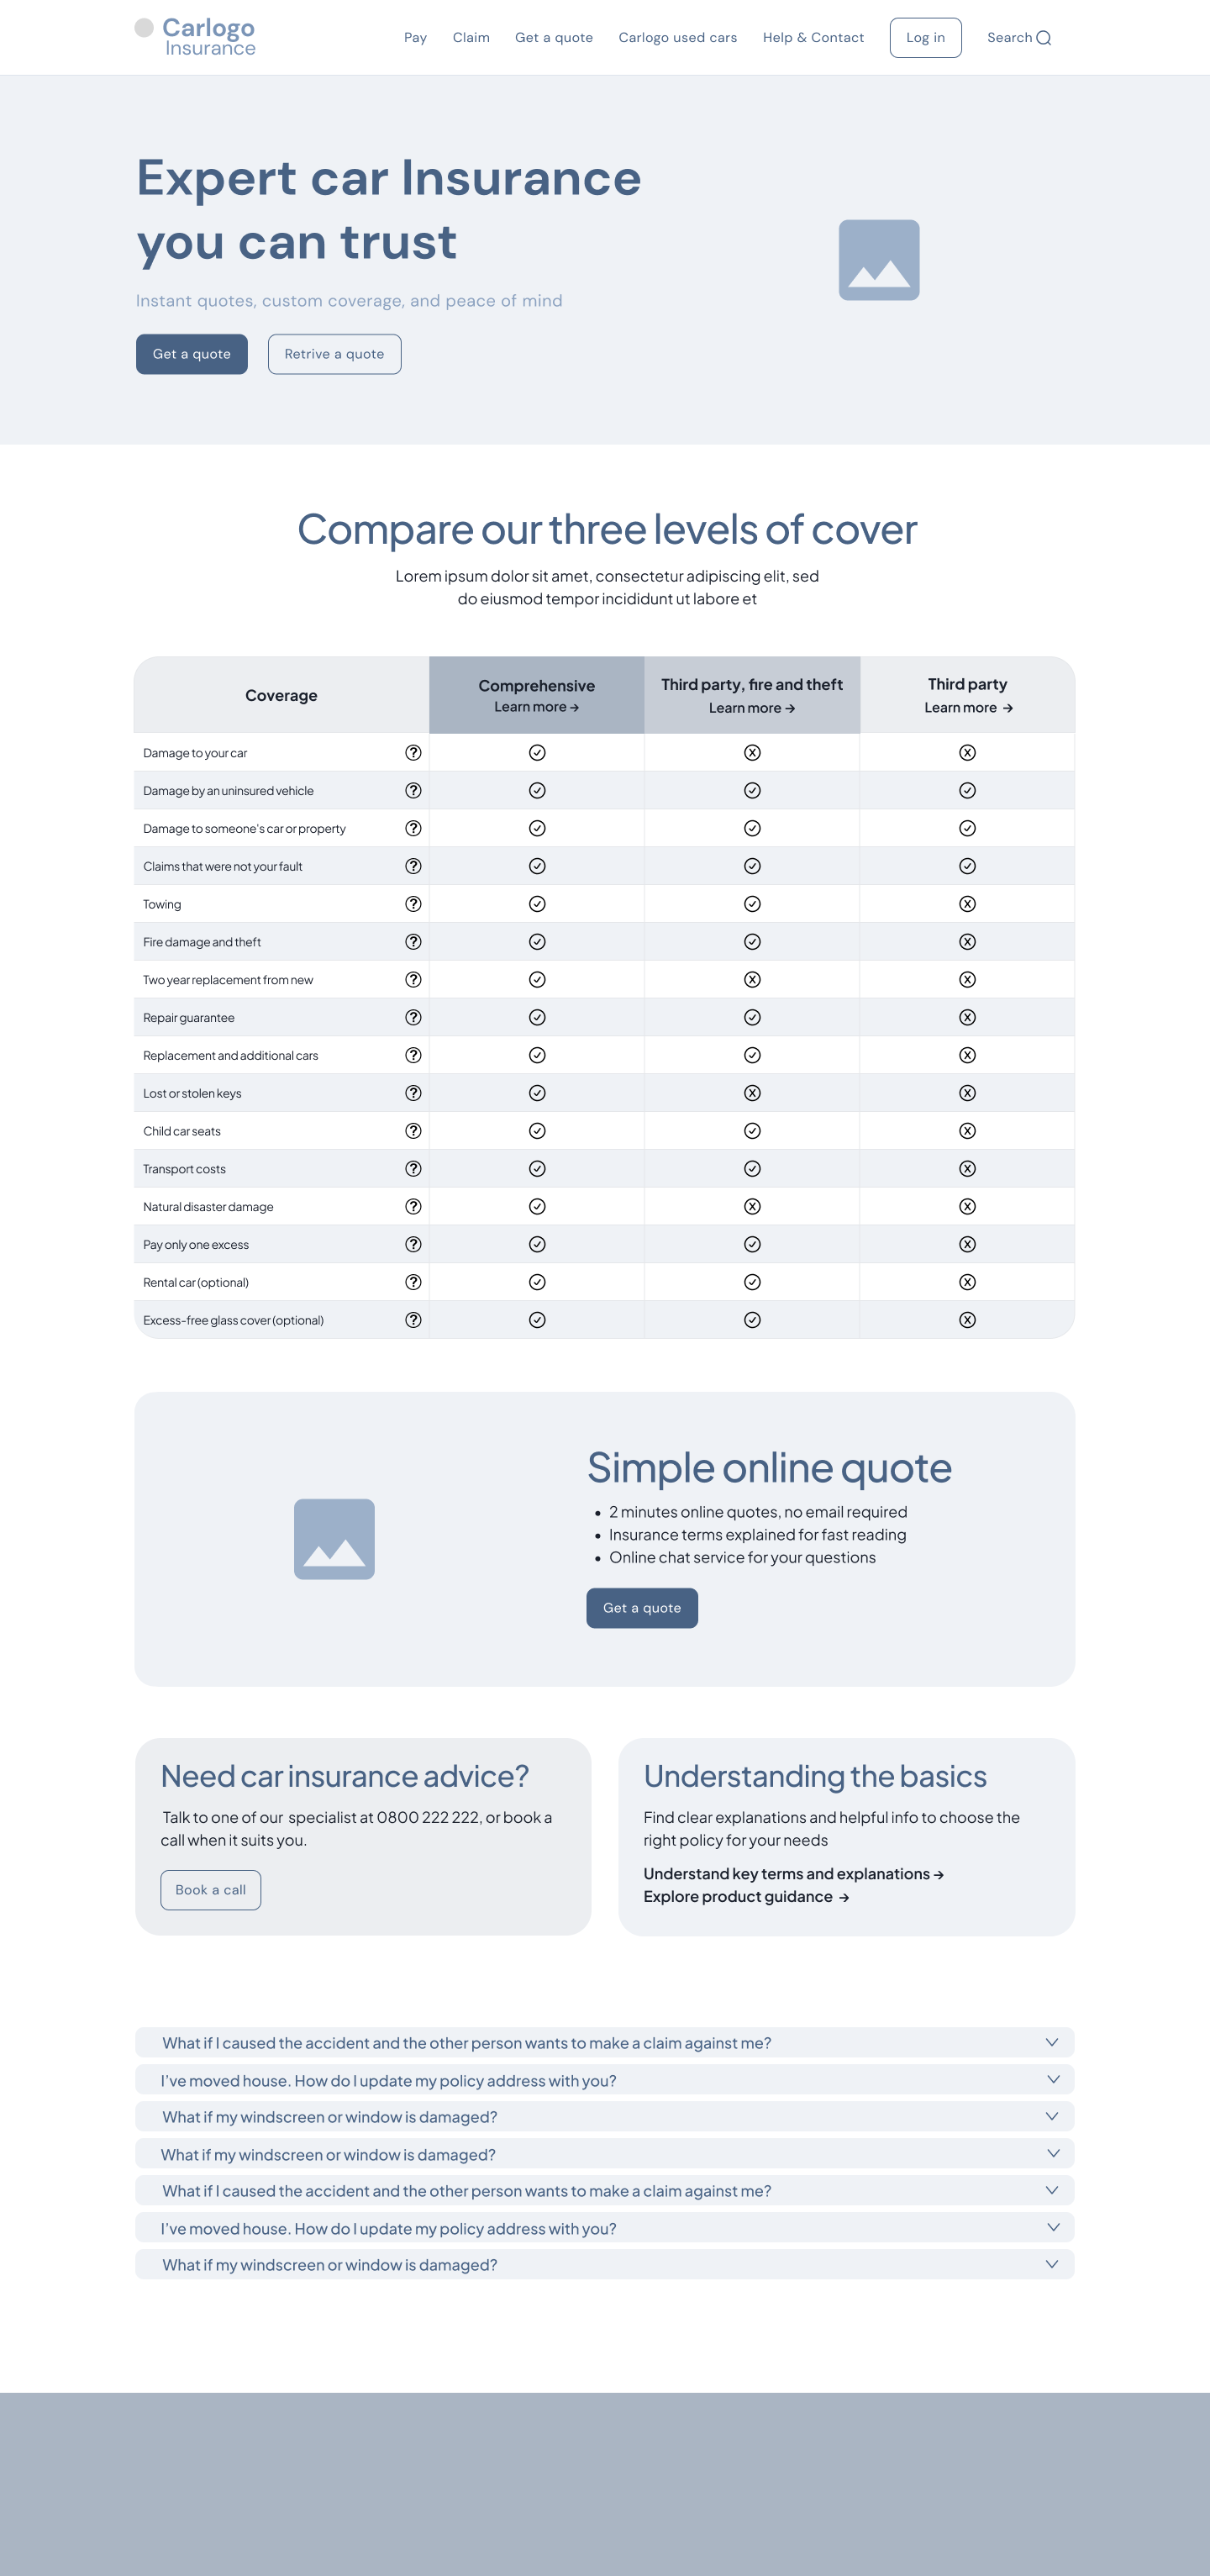 Carlogo
Insurance
Pay Claim Get a quote Carlogo used cars Help & Contact Log in Search
Expert car Insurance
you can trust
Instant quotes, custom coverage, and peace of mind
Get a quote Retrive a quote
Compare our three levels of cover
Lorem ipsum dolor sit amet, consectetur adipiscing elit, sed
do eiusmod tempor incididunt ut labore et
Coverage
Comprehensive
Learn more →
Third party, fire and theft
Learn more →
Third party
Learn more →
Damage to your car
Damage by an uninsured vehicle
Damage to someone's car or property
Claims that were not your fault
Towing
Fire damage and theft
Two year replacement from new
Repair guarantee
Replacement and additional cars
Lost or stolen keys
Child car seats
Transport costs
Natural disaster damage
Pay only one excess
Rental car (optional)
Excess-free glass cover (optional)
Simple online quote
• 2 minutes online quotes, no email required
• Insurance terms explained for fast reading
• Online chat service for your questions
Get a quote
Need car insurance advice?
Talk to one of our specialist at 0800 222 222, or book a
call when it suits you.
Book a call
Understanding the basics
Find clear explanations and helpful info to choose the
right policy for your needs
Understand key terms and explanations →
Explore product guidance →
What if I caused the accident and the other person wants to make a claim against me?
I've moved house. How do I update my policy address with you?
What if my windscreen or window is damaged?
What if my windscreen or window is damaged?
What if I caused the accident and the other person wants to make a claim against me?
I've moved house. How do I update my policy address with you?
What if my windscreen or window is damaged?